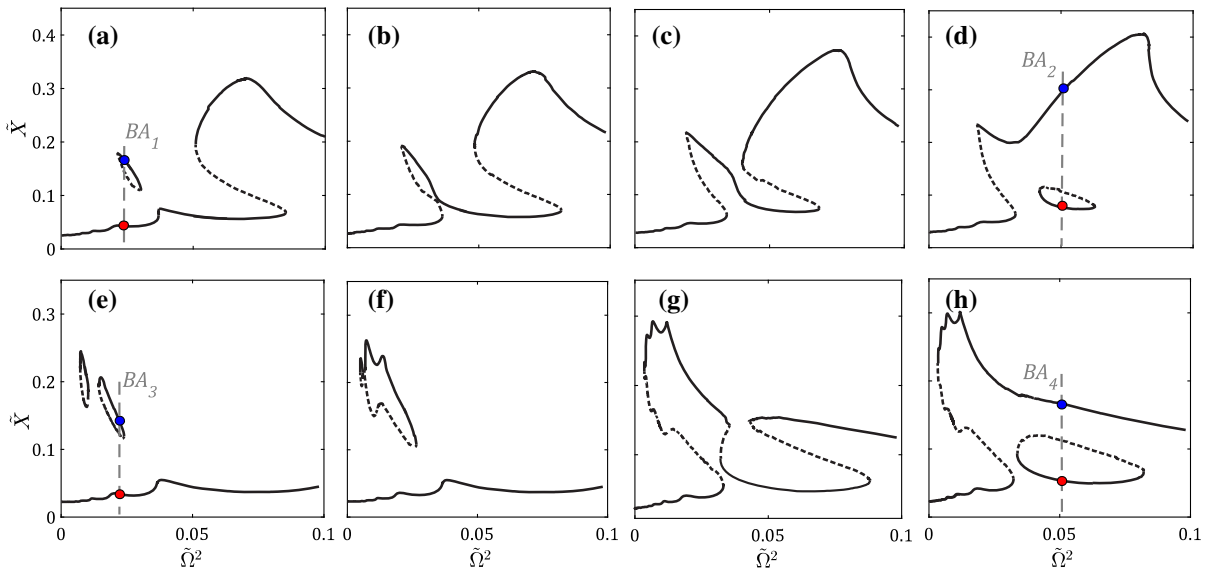 (a) (b) (c) (d)
0.4
0.3
0.2
0.1
0
X̃
BA₁
BA₂
(e) (f) (g) (h)
0.3
0.2
0.1
0
X̃
BA₃
BA₄
0 0.05 0.1 0 0.05 0 0.05 0.1 0 0.05 0.1
Ω̃² Ω̃² Ω̃² Ω̃²